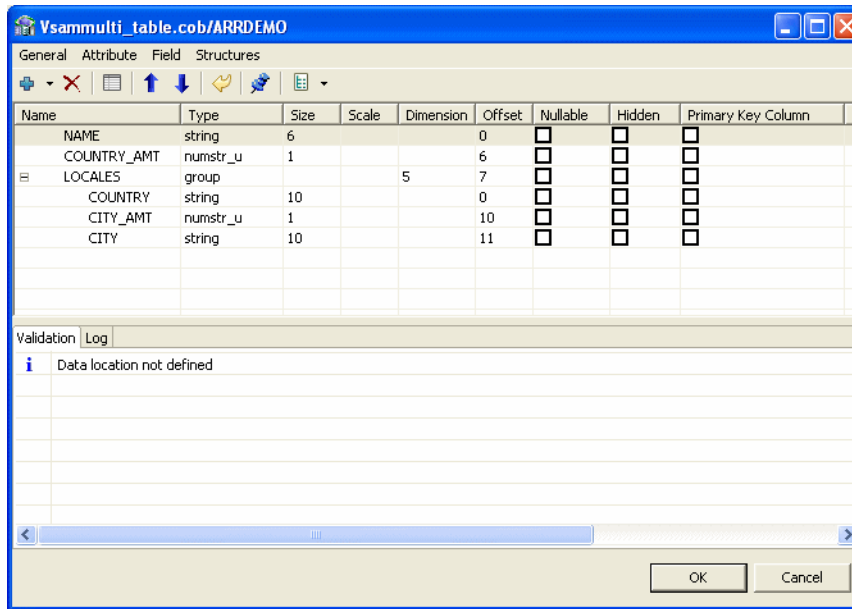 Vsammulti_table.cob/ARRDEMO
General Attribute Field Structures
Name Type Size Scale Dimension Offset Nullable Hidden Primary Key Column
NAME string 6 0
COUNTRY_AMT numstr_u 1 6
LOCALES group 5 7
COUNTRY string 10 0
CITY_AMT numstr_u 1 10
CITY string 10 11
Validation Log
Data location not defined
OK Cancel